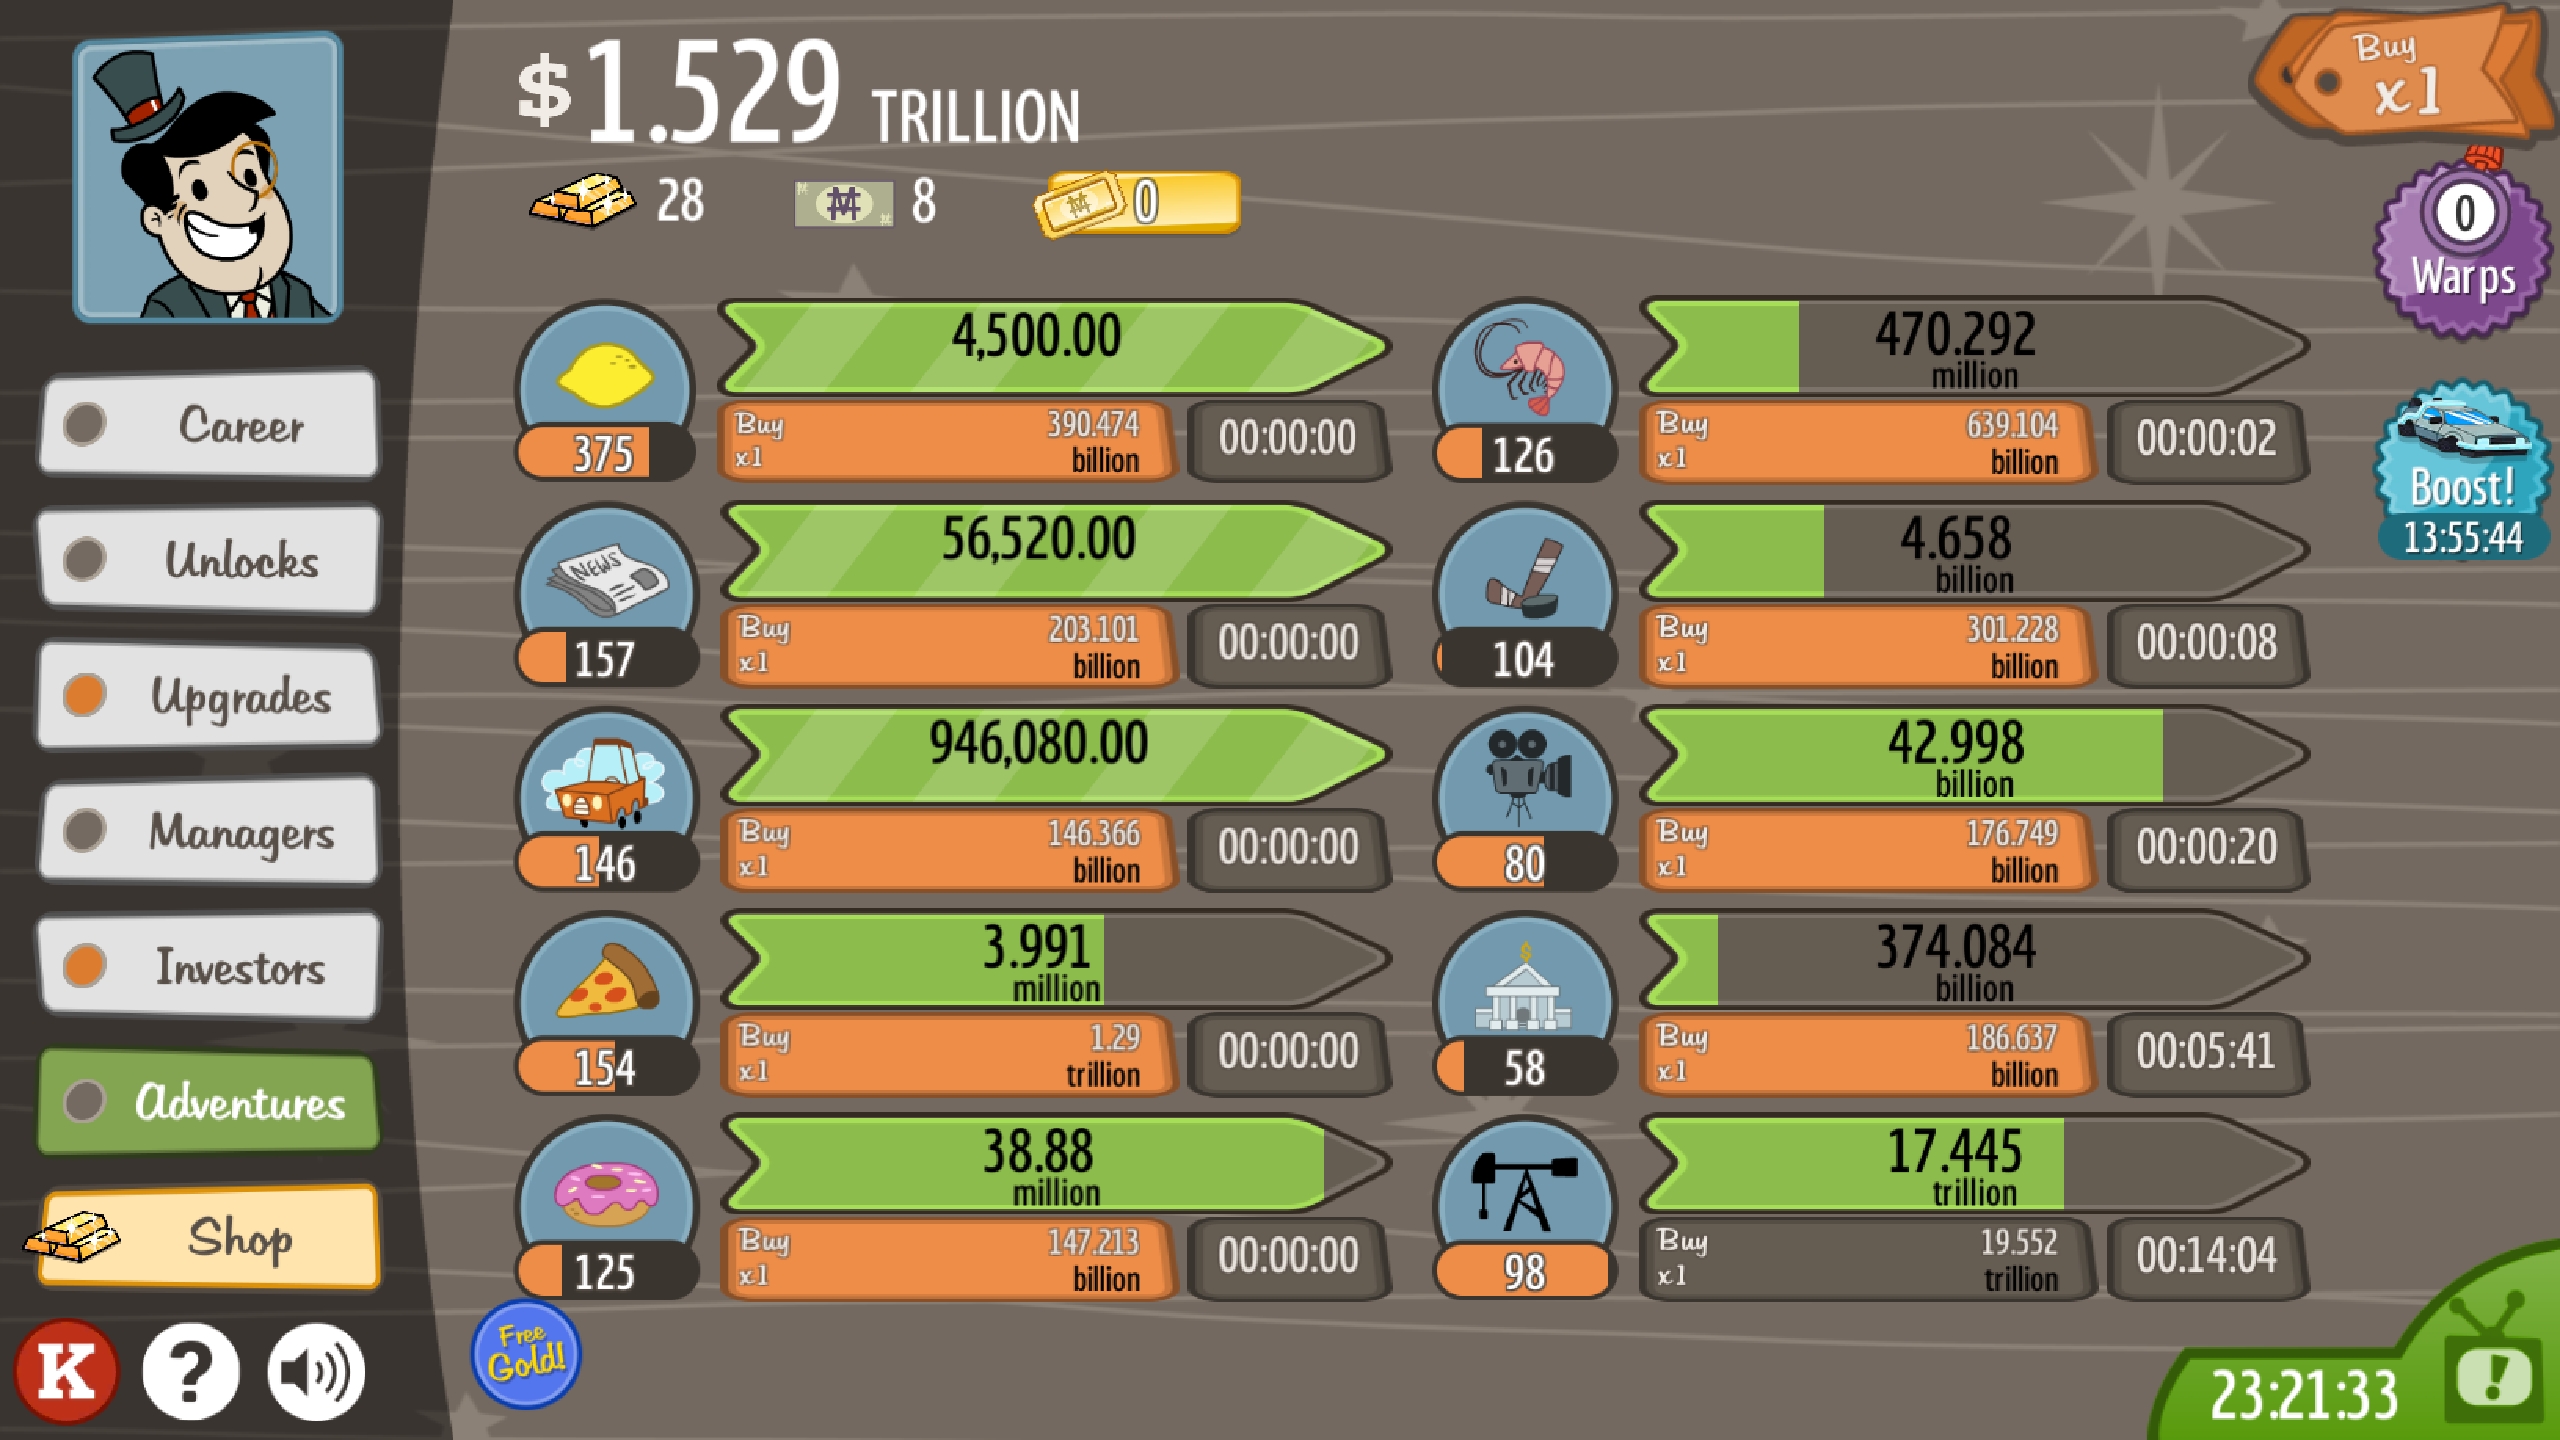 $1.529 TRILLION
28
8
0
Buy
x1
0
Warps
Boost!
13:55:44
Career
Unlocks
Upgrades
Managers
Investors
Adventures
Shop
K
?
4,500.00
375
Buy
x1
390.474
billion
00:00:00
NEWS
56,520.00
157
Buy
x1
203.101
billion
00:00:00
946,080.00
146
Buy
x1
146.366
billion
00:00:00
3.991
million
154
Buy
x1
1.29
trillion
00:00:00
38.88
million
125
Buy
x1
147.213
billion
00:00:00
470.292
million
126
Buy
x1
639.104
billion
00:00:02
4.658
billion
104
Buy
x1
301.228
billion
00:00:08
42.998
billion
80
Buy
x1
176.749
billion
00:00:20
$
374.084
billion
58
Buy
x1
186.637
billion
00:05:41
17.445
trillion
98
Buy
x1
19.552
trillion
00:14:04
Free
Gold!
23:21:33
!